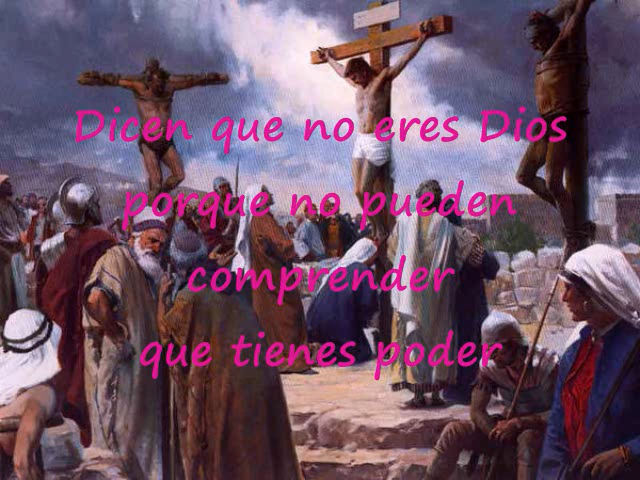 Dicen que no eres Dios
porque no pueden
comprender
que tienes poder